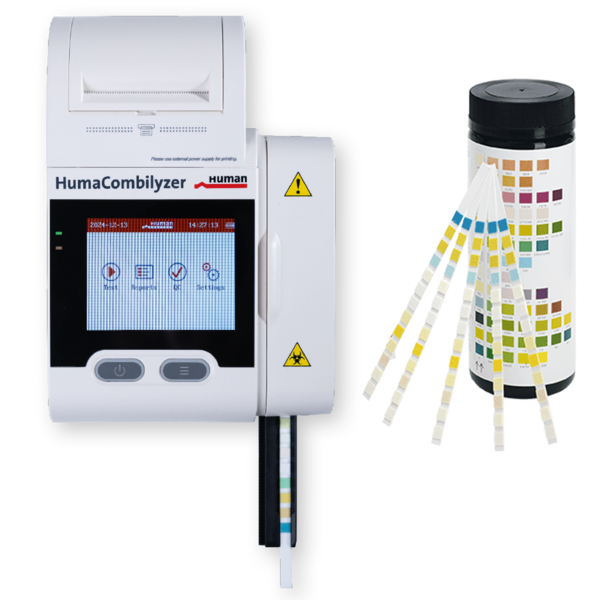 Please use external power supply for printing.
HumaCombilyzer
Human
2024-12-13 Human 14:27:13
Test Reports QC Settings